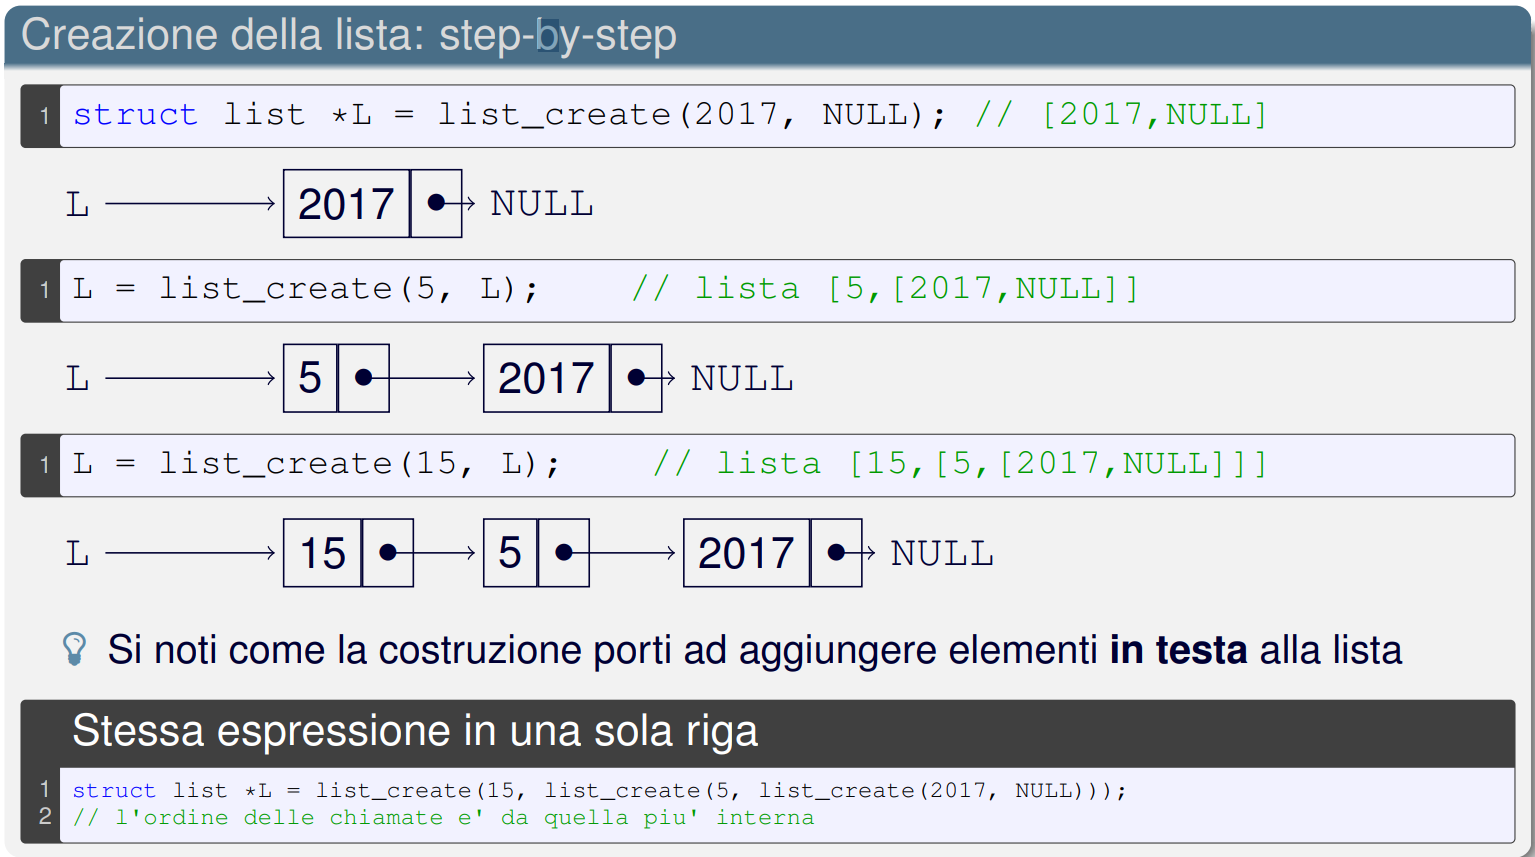 Creazione della lista: step-by-step
1 struct list *L = list_create(2017, NULL); // [2017,NULL]
L 2017 NULL
1 L = list_create(5, L); // lista [5,[2017,NULL]]
L 5 2017 NULL
1 L = list_create(15, L); // lista [15,[5,[2017,NULL]]]
L 15 5 2017 NULL
Si noti come la costruzione porti ad aggiungere elementi in testa alla lista
Stessa espressione in una sola riga
1 struct list *L = list_create(15, list_create(5, list_create(2017, NULL)));
2 // l'ordine delle chiamate e' da quella piu' interna